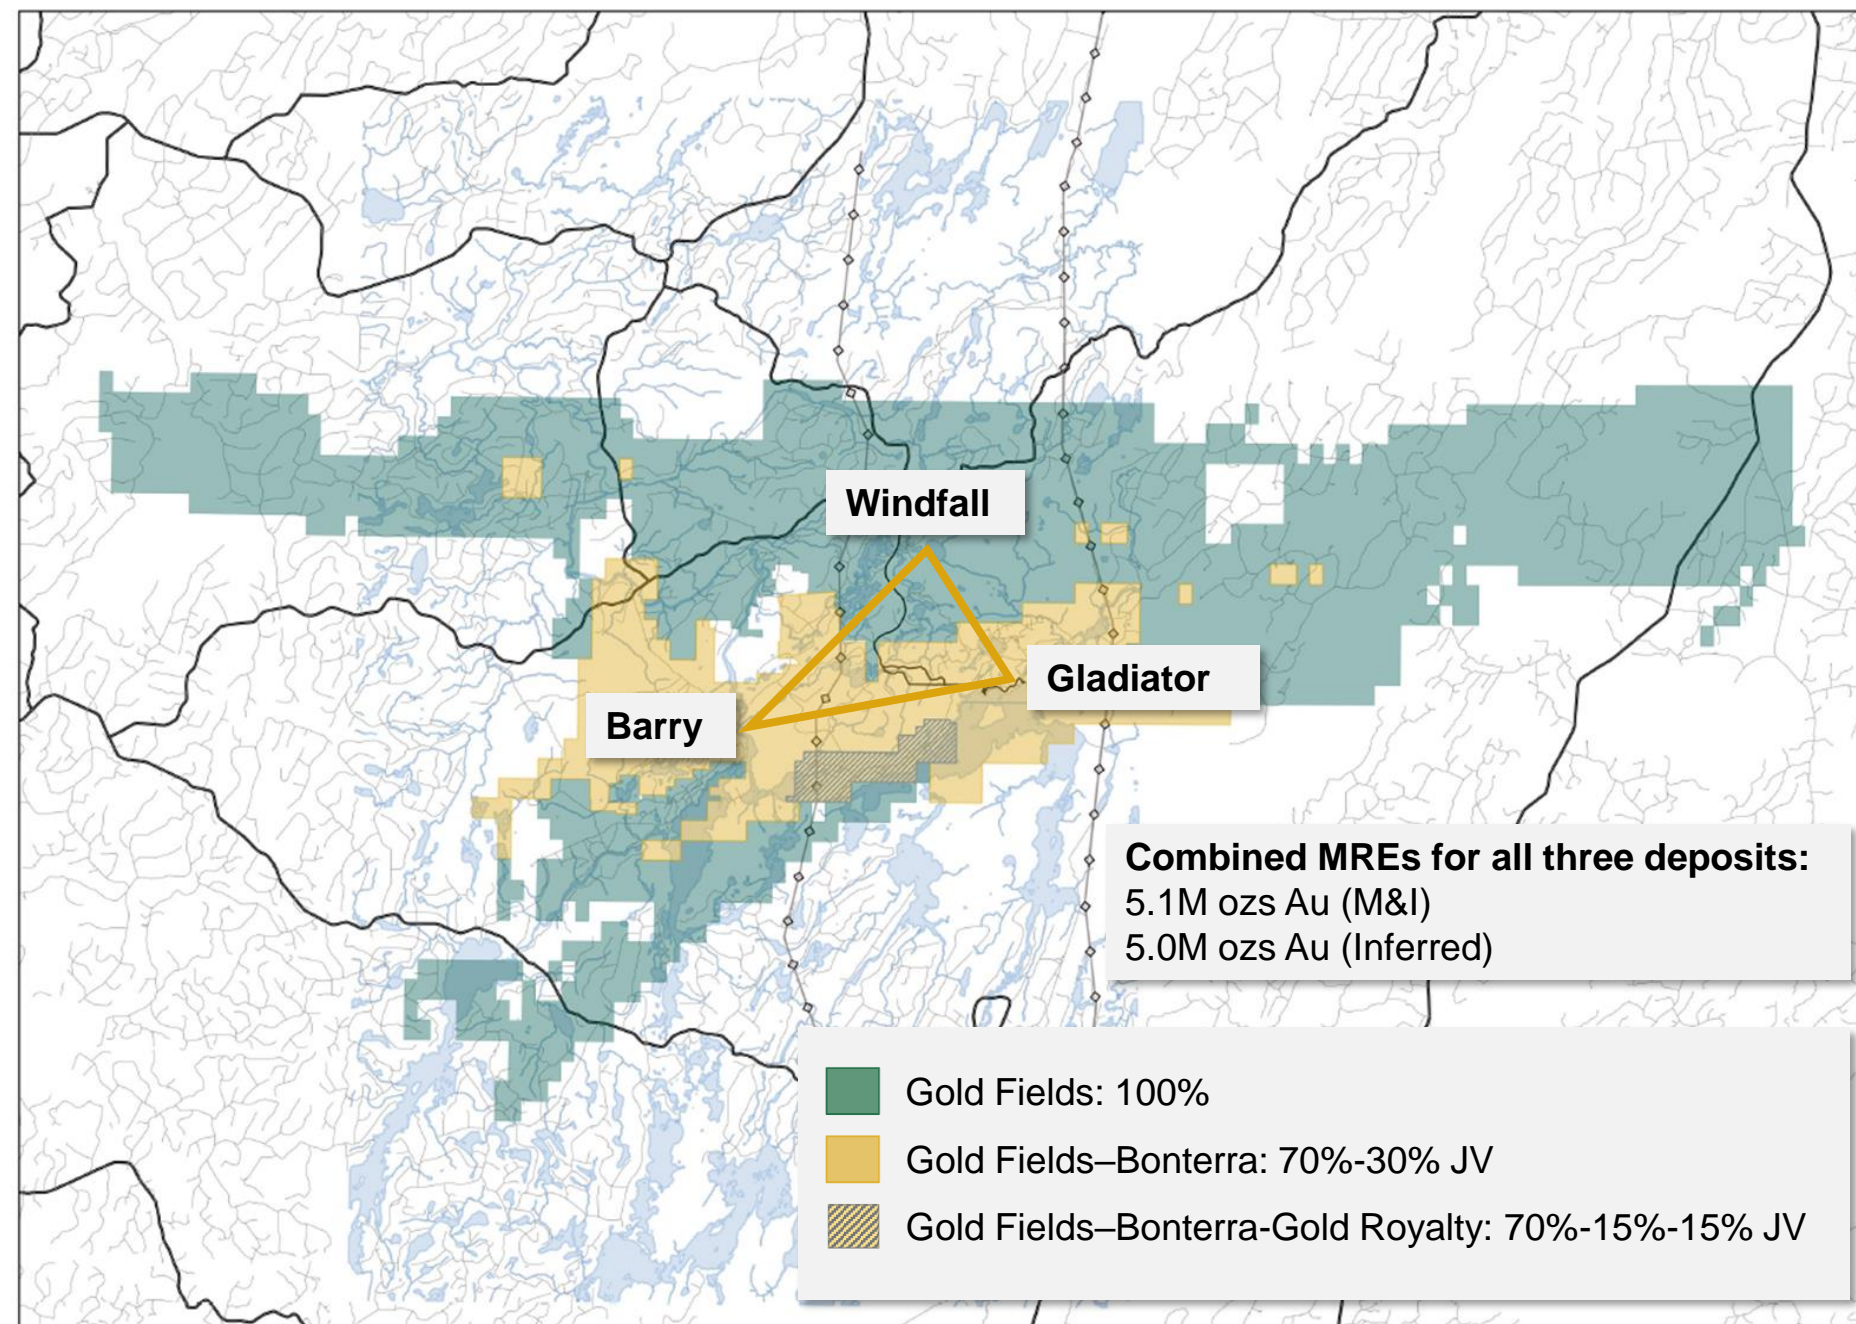 Windfall
Gladiator
Barry
Combined MREs for all three deposits:
5.1M ozs Au (M&I)
5.0M ozs Au (Inferred)
Gold Fields: 100%
Gold Fields–Bonterra: 70%-30% JV
Gold Fields–Bonterra-Gold Royalty: 70%-15%-15% JV